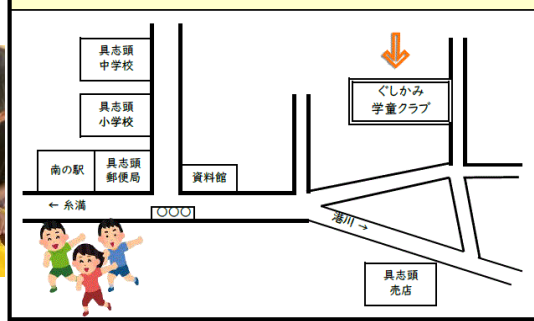 具志頭
中学校
具志頭
小学校
南の駅
具志頭
郵便局
資料館
ぐしかみ
学童クラブ
← 糸満
○○○
港川 →
具志頭
売店